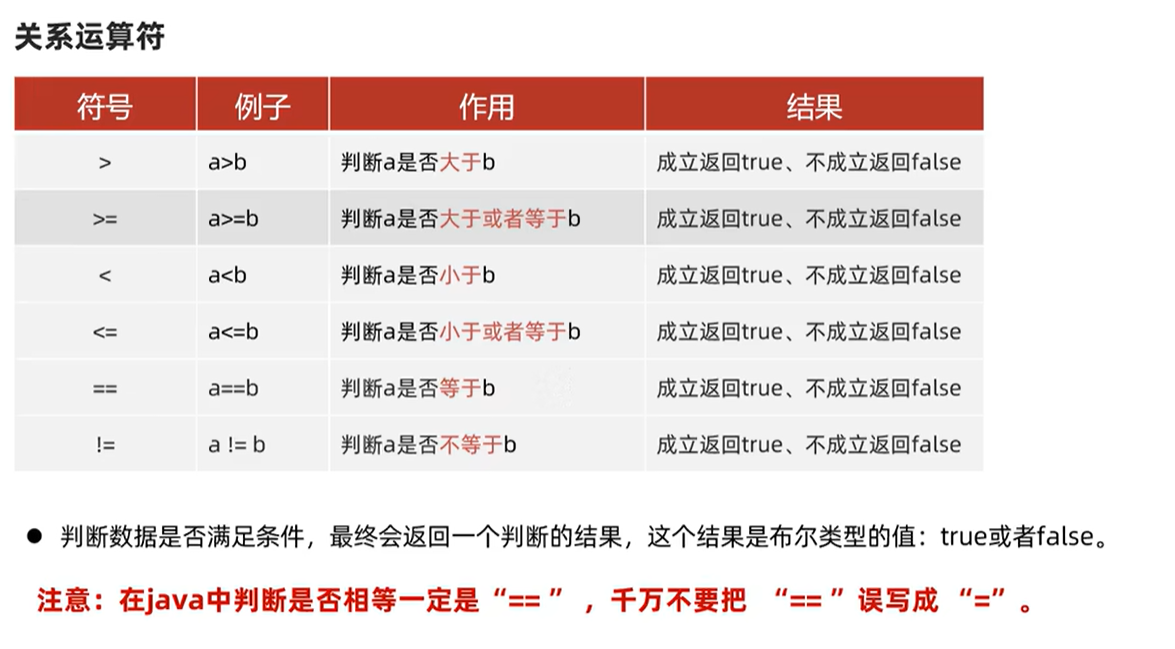 关系运算符
符号 例子 作用 结果
> a>b 判断a是否大于b 成立返回true、不成立返回false
>= a>=b 判断a是否大于或者等于b 成立返回true、不成立返回false
< a<b 判断a是否小于b 成立返回true、不成立返回false
<= a<=b 判断a是否小于或者等于b 成立返回true、不成立返回false
== a==b 判断a是否等于b 成立返回true、不成立返回false
!= a != b 判断a是否不等于b 成立返回true、不成立返回false
● 判断数据是否满足条件，最终会返回一个判断的结果，这个结果是布尔类型的值：true或者false。
注意：在java中判断是否相等一定是“== ” ，千万不要把 “== ”误写成 “=”。